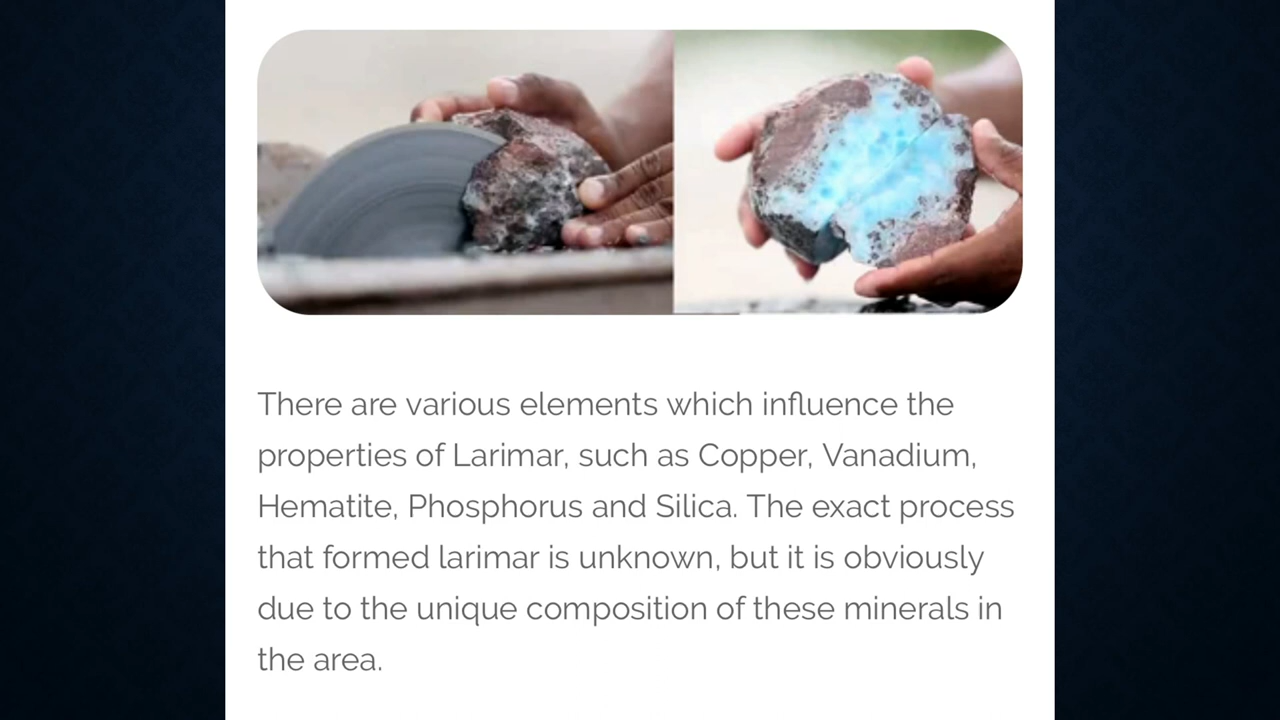 There are various elements which influence the
properties of Larimar, such as Copper, Vanadium,
Hematite, Phosphorus and Silica. The exact process
that formed larimar is unknown, but it is obviously
due to the unique composition of these minerals in
the area.